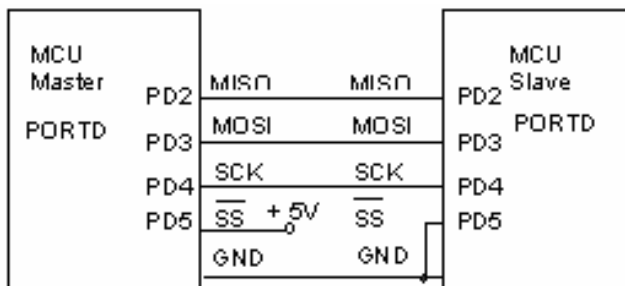 MCU
Master
PORTD
PD2
PD3
PD4
PD5
MISO MISO
MOSI MOSI
SCK SCK
SS + 5V SS
GND GND
MCU
Slave
PORTD
PD2
PD3
PD4
PD5